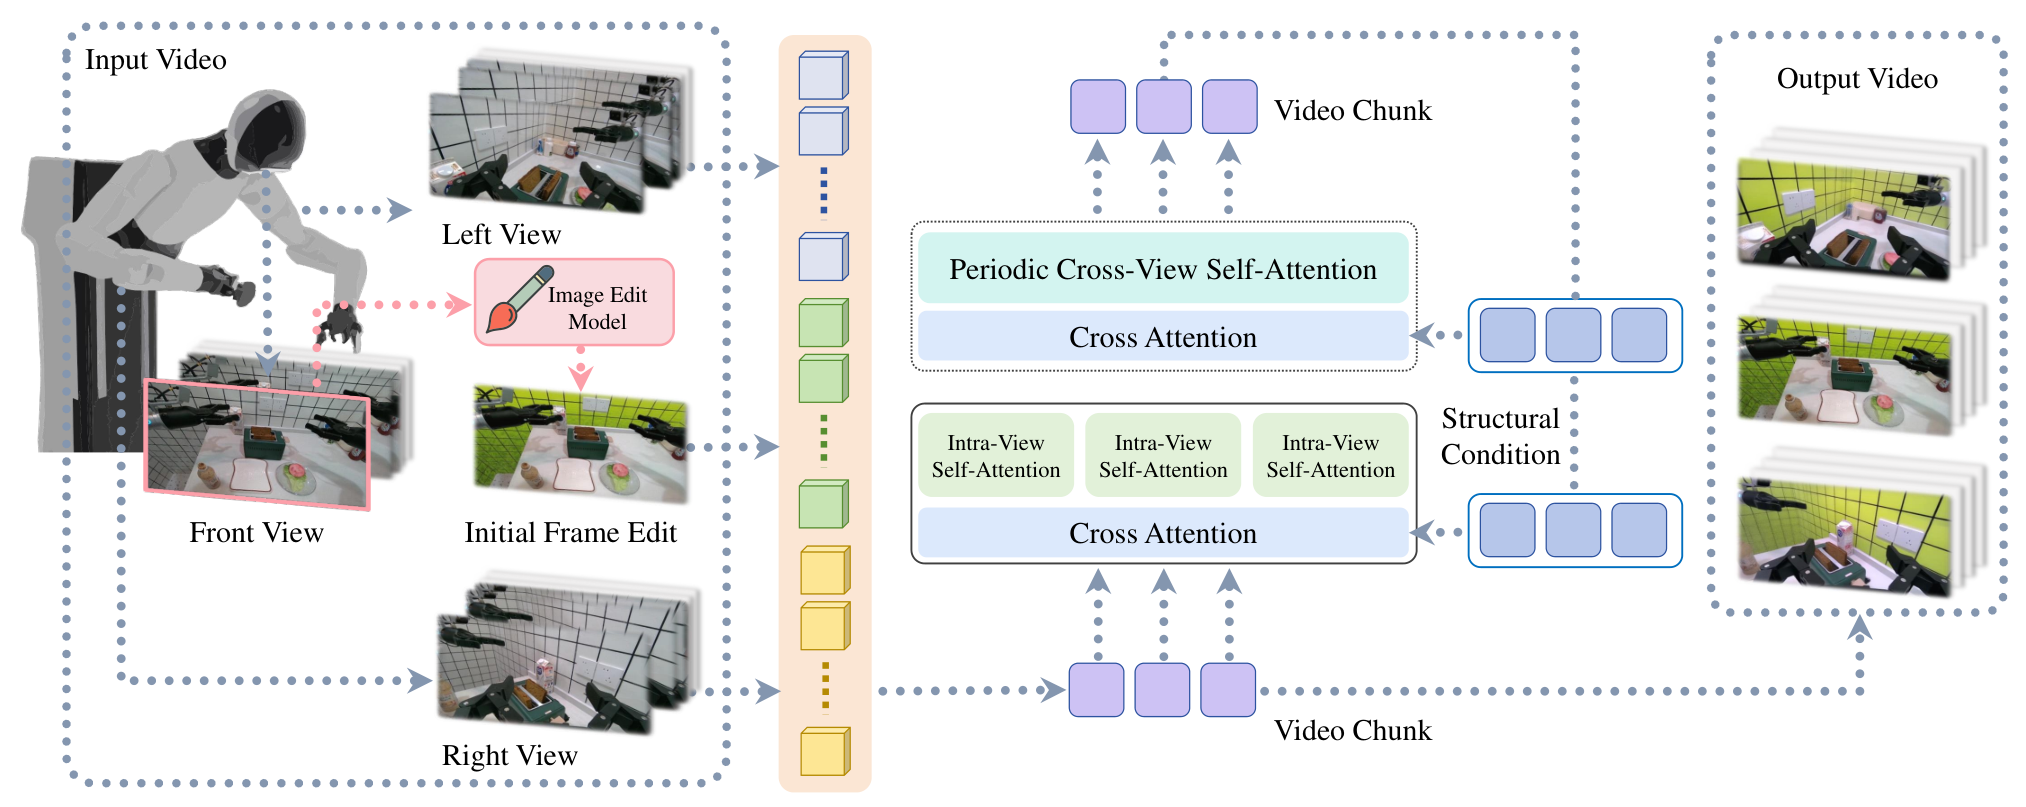 Input Video
Left View
Image Edit
Model
Front View
Initial Frame Edit
Right View
Video Chunk
Periodic Cross-View Self-Attention
Cross Attention
Intra-View
Self-Attention
Intra-View
Self-Attention
Intra-View
Self-Attention
Cross Attention
Structural
Condition
Video Chunk
Output Video